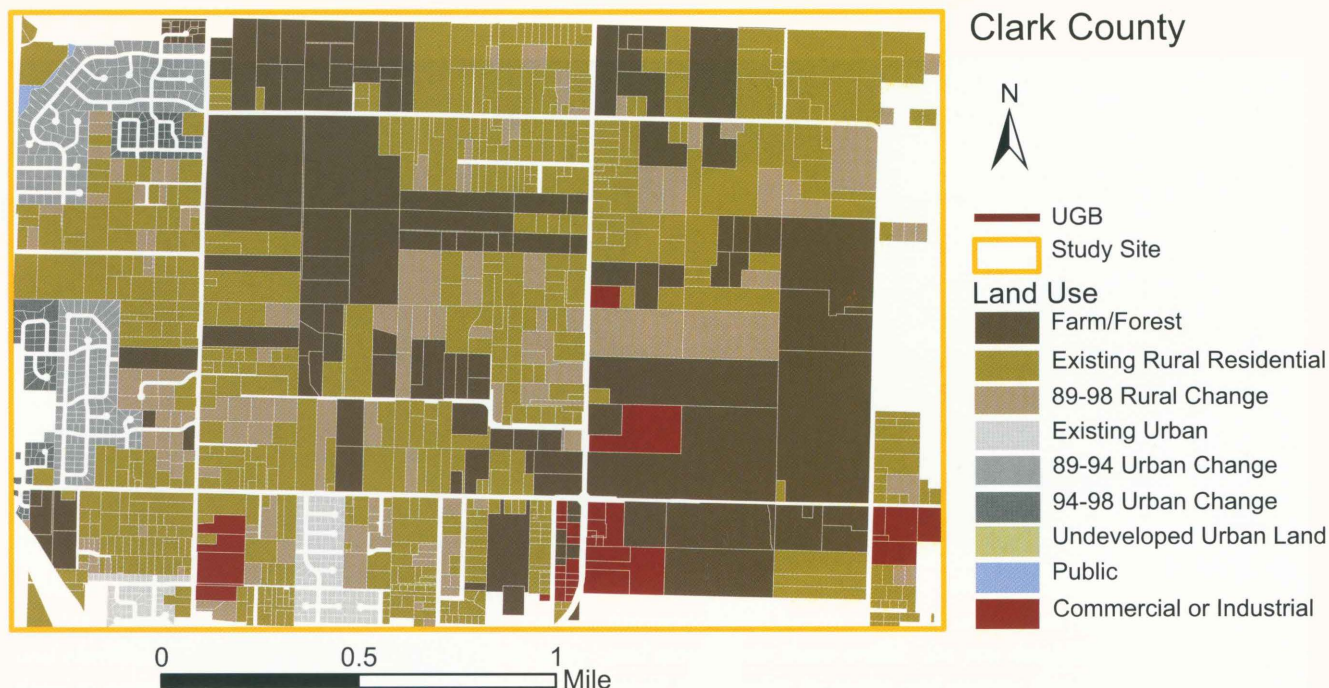 Clark County
N
UGB
Study Site
Land Use
Farm/Forest
Existing Rural Residential
89-98 Rural Change
Existing Urban
89-94 Urban Change
94-98 Urban Change
Undeveloped Urban Land
Public
Commercial or Industrial
0 0.5 1
Mile